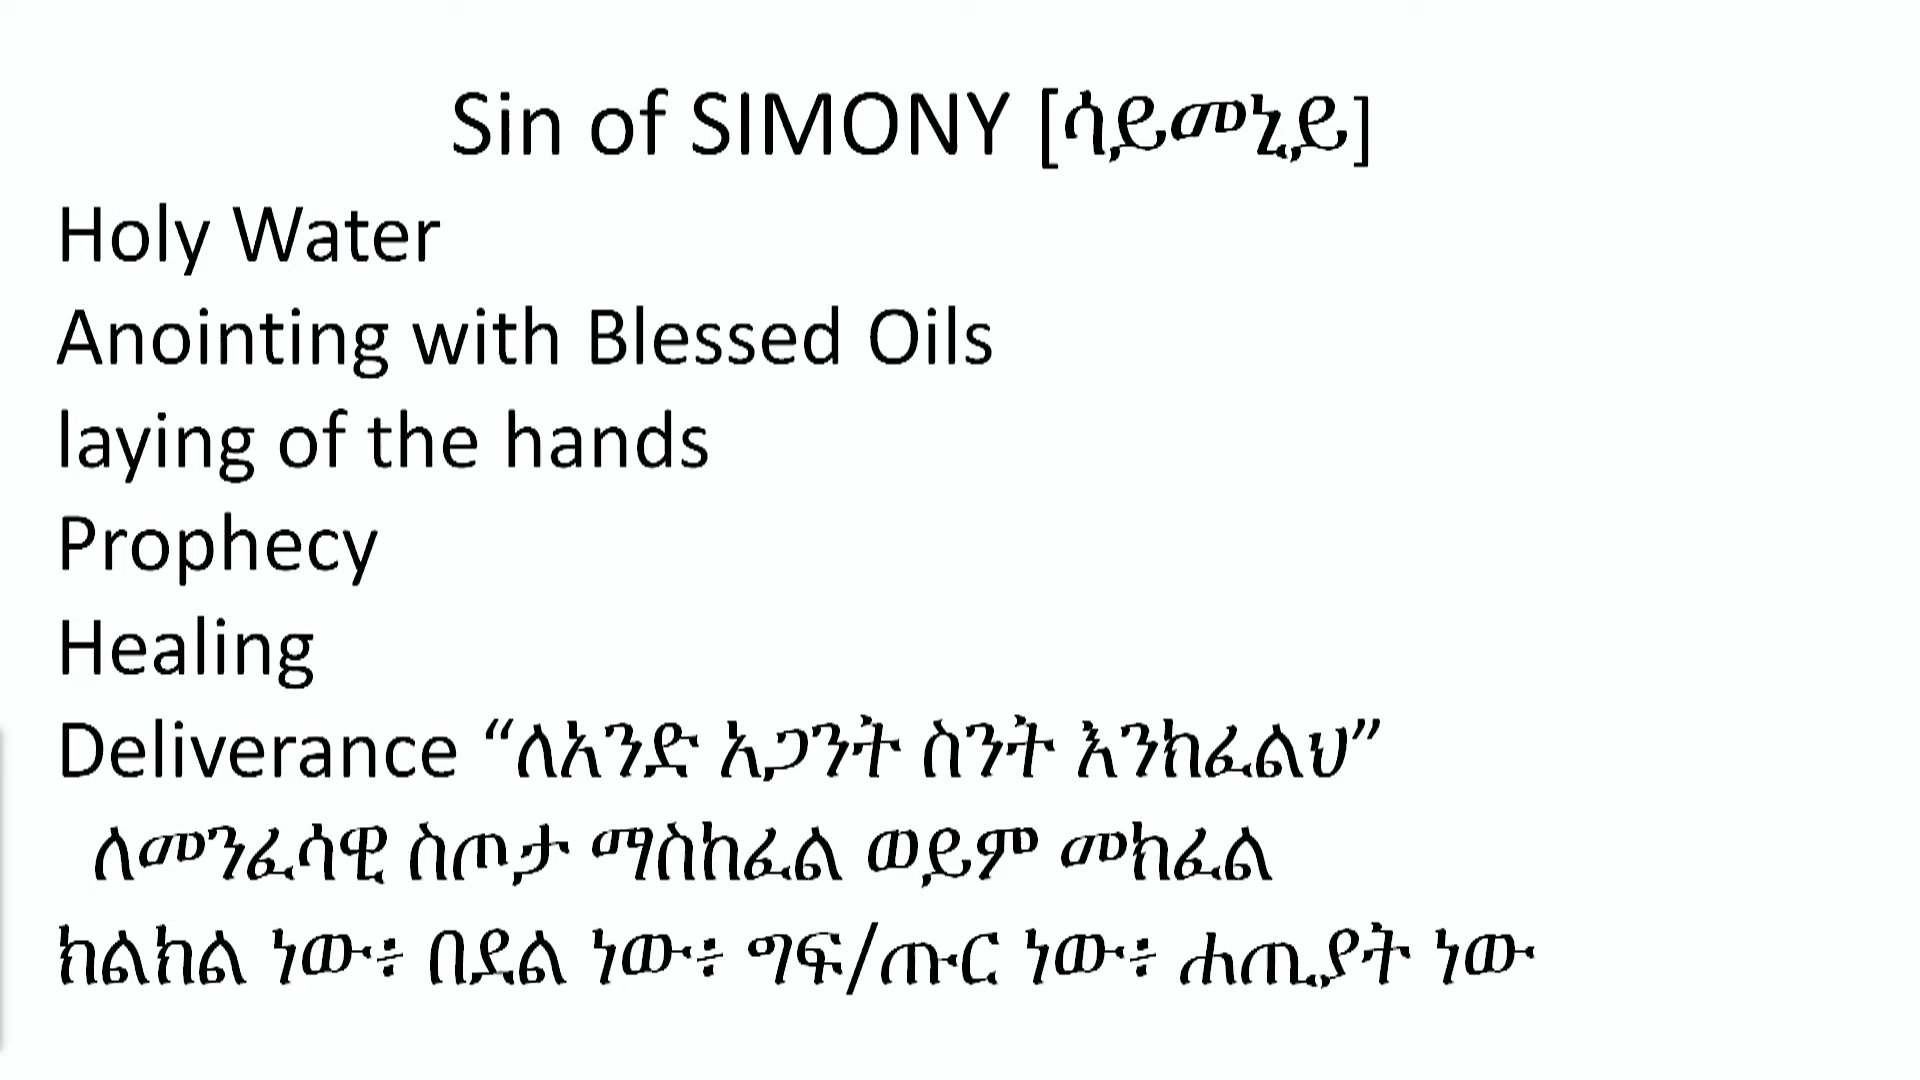 Sin of SIMONY [ሳይመኒይ]
Holy Water
Anointing with Blessed Oils
laying of the hands
Prophecy
Healing
Deliverance “ለአንድ አጋንት ስንት እንክፈልህ”
ለመንፈሳዊ ስጦታ ማስከፈል ወይም መክፈል
ክልክል ነው፥ በደል ነው፥ ግፍ/ጡር ነው፥ ሐጢያት ነው